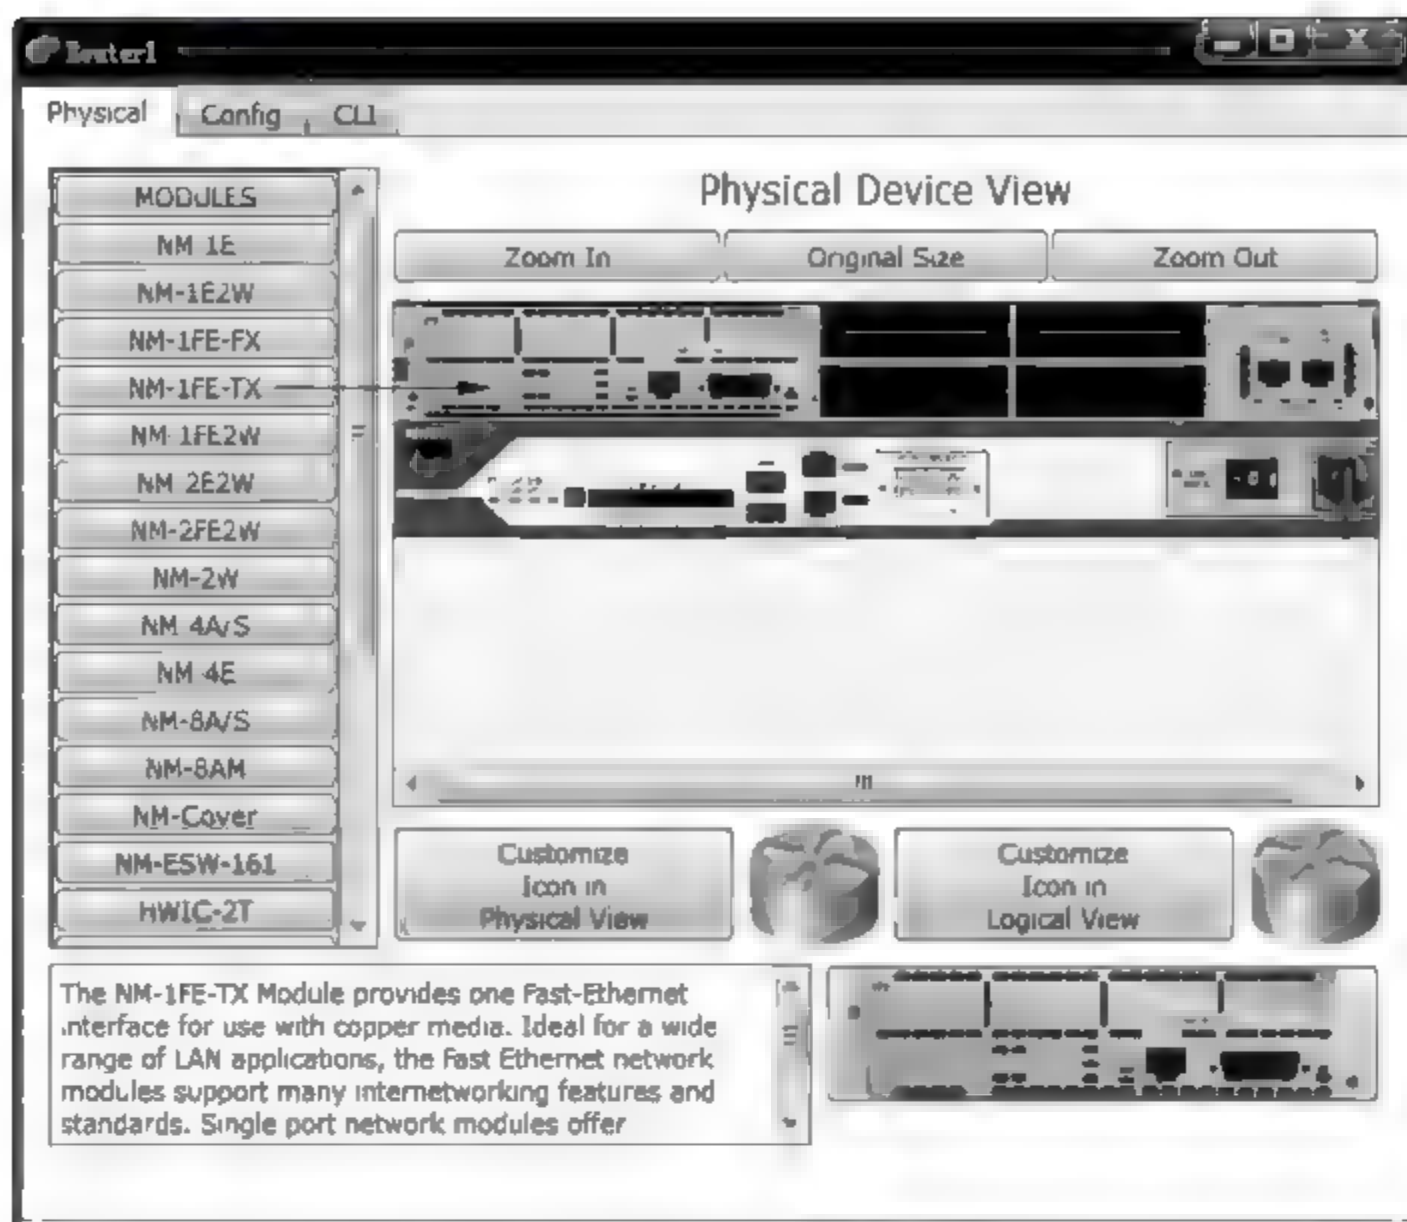 Router1
Physical
Config
CLI
MODULES
NM 1E
NM-1E2W
NM-1FE-FX
NM-1FE-TX
NM 1FE2W
NM 2E2W
NM-2FE2W
NM-2W
NM 4A/S
NM 4E
NM-8A/S
NM-8AM
NM-Cover
NM-ESW-161
HWIC-2T
Physical Device View
Zoom In
Original Size
Zoom Out
Customize
Icon in
Physical View
Customize
Icon in
Logical View
The NM-1FE-TX Module provides one Fast-Ethernet
interface for use with copper media. Ideal for a wide
range of LAN applications, the Fast Ethernet network
modules support many internetworking features and
standards. Single port network modules offer